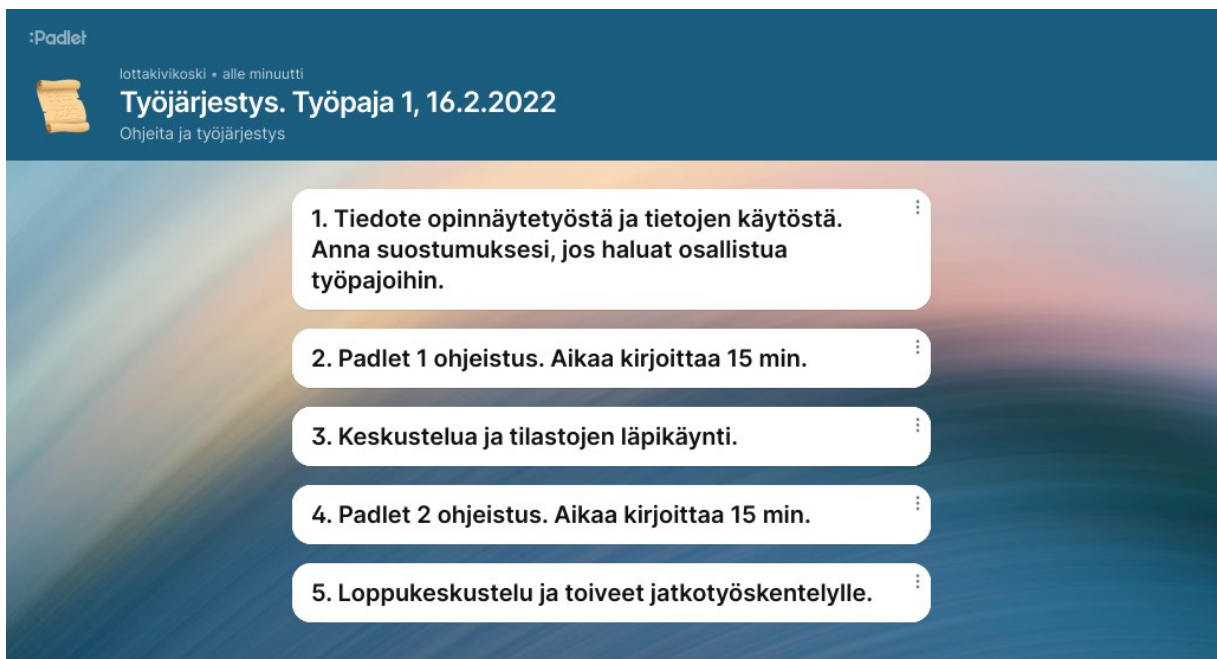 :Padlet
lottakivikoski • alle minuutti
Työjärjestys. Työpaja 1, 16.2.2022
Ohjeita ja työjärjestys
1. Tiedote opinnäytetyöstä ja tietojen käytöstä.
Anna suostumuksesi, jos haluat osallistua
työpajoihin.
2. Padlet 1 ohjeistus. Aikaa kirjoittaa 15 min.
3. Keskustelua ja tilastojen läpikäynti.
4. Padlet 2 ohjeistus. Aikaa kirjoittaa 15 min.
5. Loppukeskustelu ja toiveet jatkotyöskentelylle.